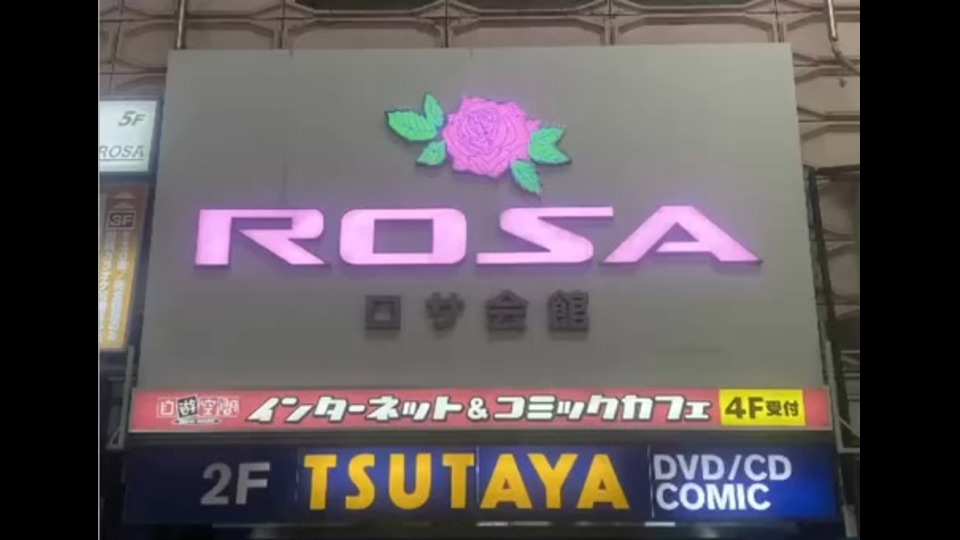 5F
ROSA
3F
ROSA
ロサ会館
自遊空間
インターネット&コミックカフェ 4F受付
2F TSUTAYA DVD/CD
COMIC